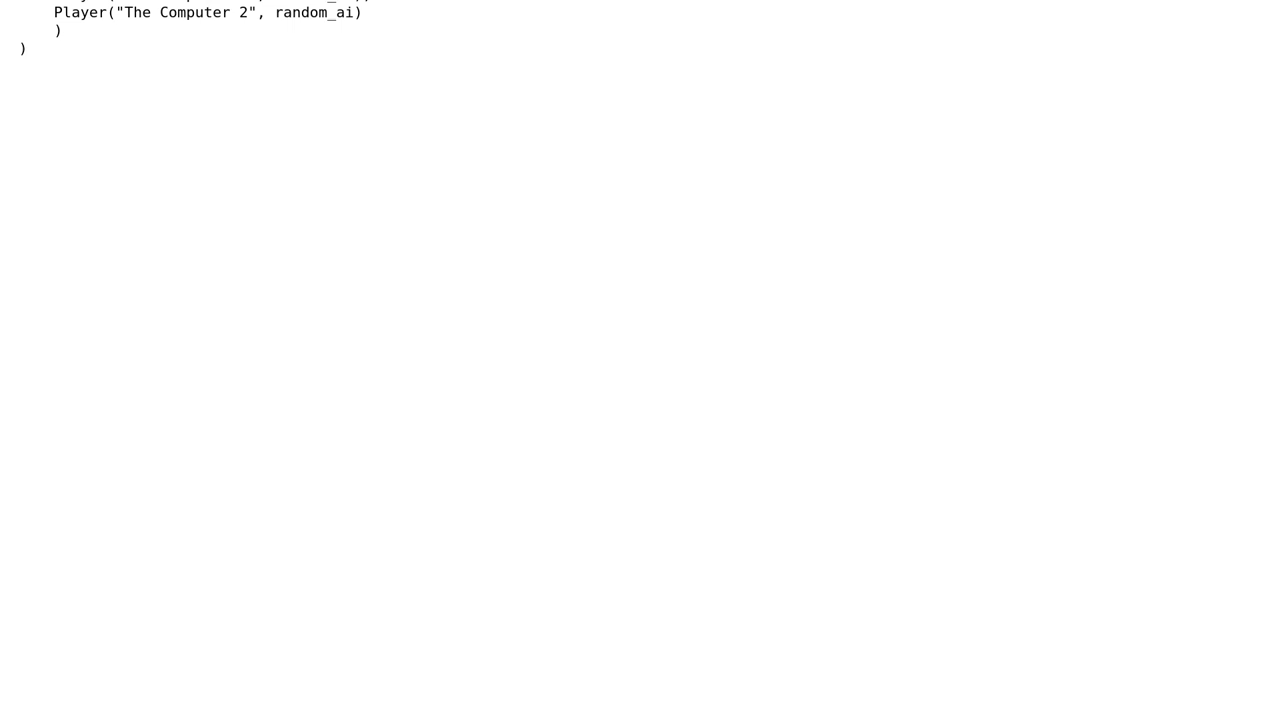 Player("The Computer 2", random_ai)
)
)